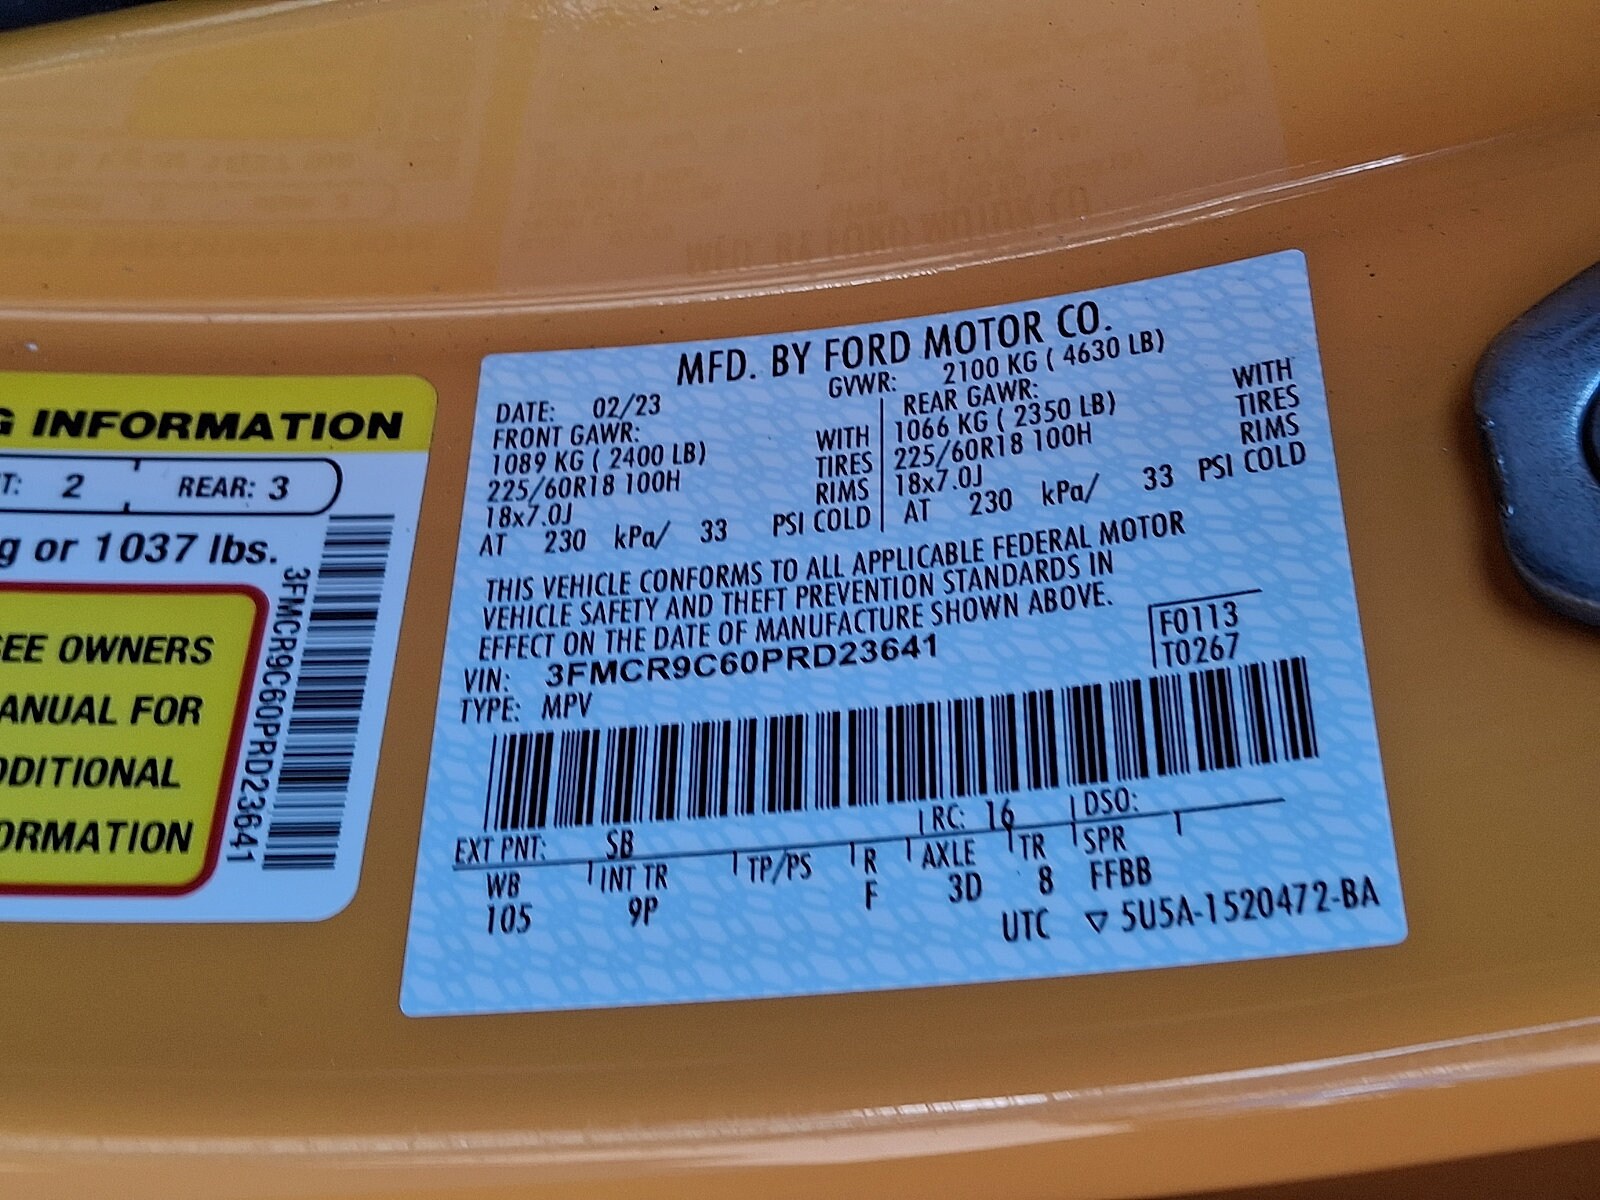 G INFORMATION
T: 2 REAR: 3
g or 1037 lbs.
EE OWNERS
ANUAL FOR
DDITIONAL
ORMATION
3FMCR9C60PRD23641
MFD. BY FORD MOTOR CO.
DATE: 02/23 GVWR: 2100 KG ( 4630 LB)
FRONT GAWR: REAR GAWR:
1089 KG ( 2400 LB) WITH 1066 KG ( 2350 LB) WITH
225/60R18 100H TIRES 225/60R18 100H TIRES
18x7.0J RIMS 18x7.0J RIMS
AT 230 kPa/ 33 PSI COLD AT 230 kPa/ 33 PSI COLD
THIS VEHICLE CONFORMS TO ALL APPLICABLE FEDERAL MOTOR
VEHICLE SAFETY AND THEFT PREVENTION STANDARDS IN
EFFECT ON THE DATE OF MANUFACTURE SHOWN ABOVE.
VIN: 3FMCR9C60PRD23641 F0113
TYPE: MPV T0267
EXT PNT: SB RC: 16 DSO:
WB INT TR TP/PS R AXLE TR SPR
105 9P F 3D 8 FFBB
UTC ▽ 5U5A-1520472-BA